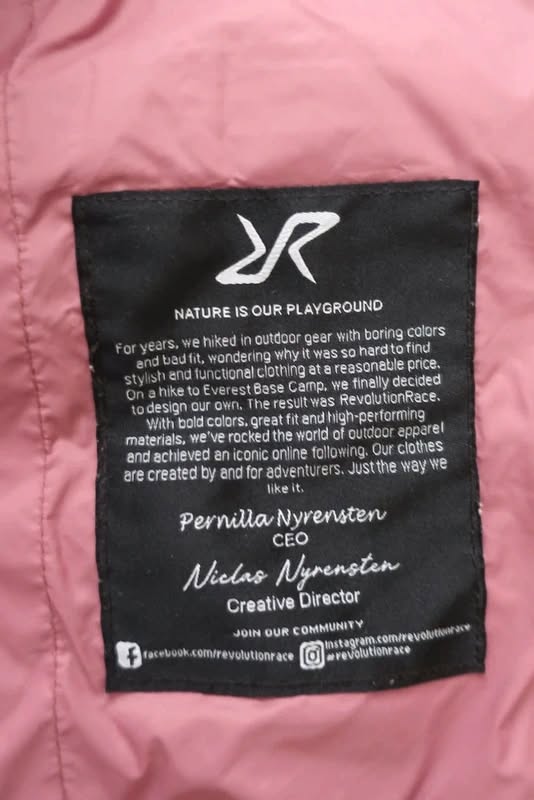 NATURE IS OUR PLAYGROUND
For years, we hiked in outdoor gear with boring colors
and bad fit, wondering why it was so hard to find
stylish and functional clothing at a reasonable price.
On a hike to Everest Base Camp, we finally decided
to design our own. The result was RevolutionRace.
With bold colors, great fit and high-performing
materials, we've rocked the world of outdoor apparel
and achieved an iconic online following. Our clothes
are created by and for adventurers. Just the way we
like it.
Pernilla Nyrensten
CEO
Niclas Nyrensten
Creative Director
JOIN OUR COMMUNITY
facebook.com/revolutionrace
Instagram.com/revolutionrace
#revolutionrace